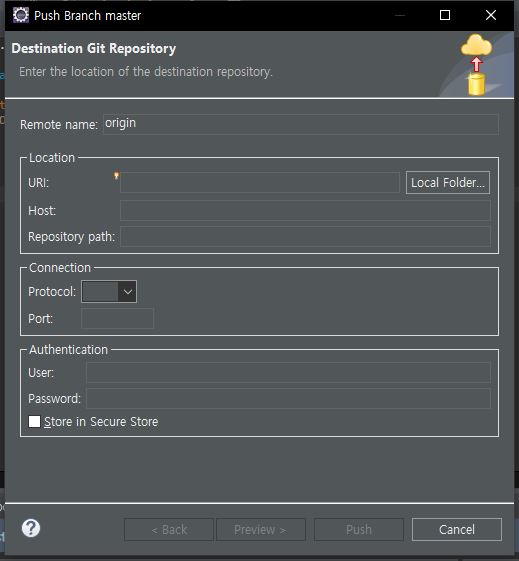 Push Branch master
Destination Git Repository
Enter the location of the destination repository.
Remote name: origin
Location
URI:
Local Folder...
Host:
Repository path:
Connection
Protocol:
Port:
Authentication
User:
Password:
Store in Secure Store
< Back
Preview >
Push
Cancel